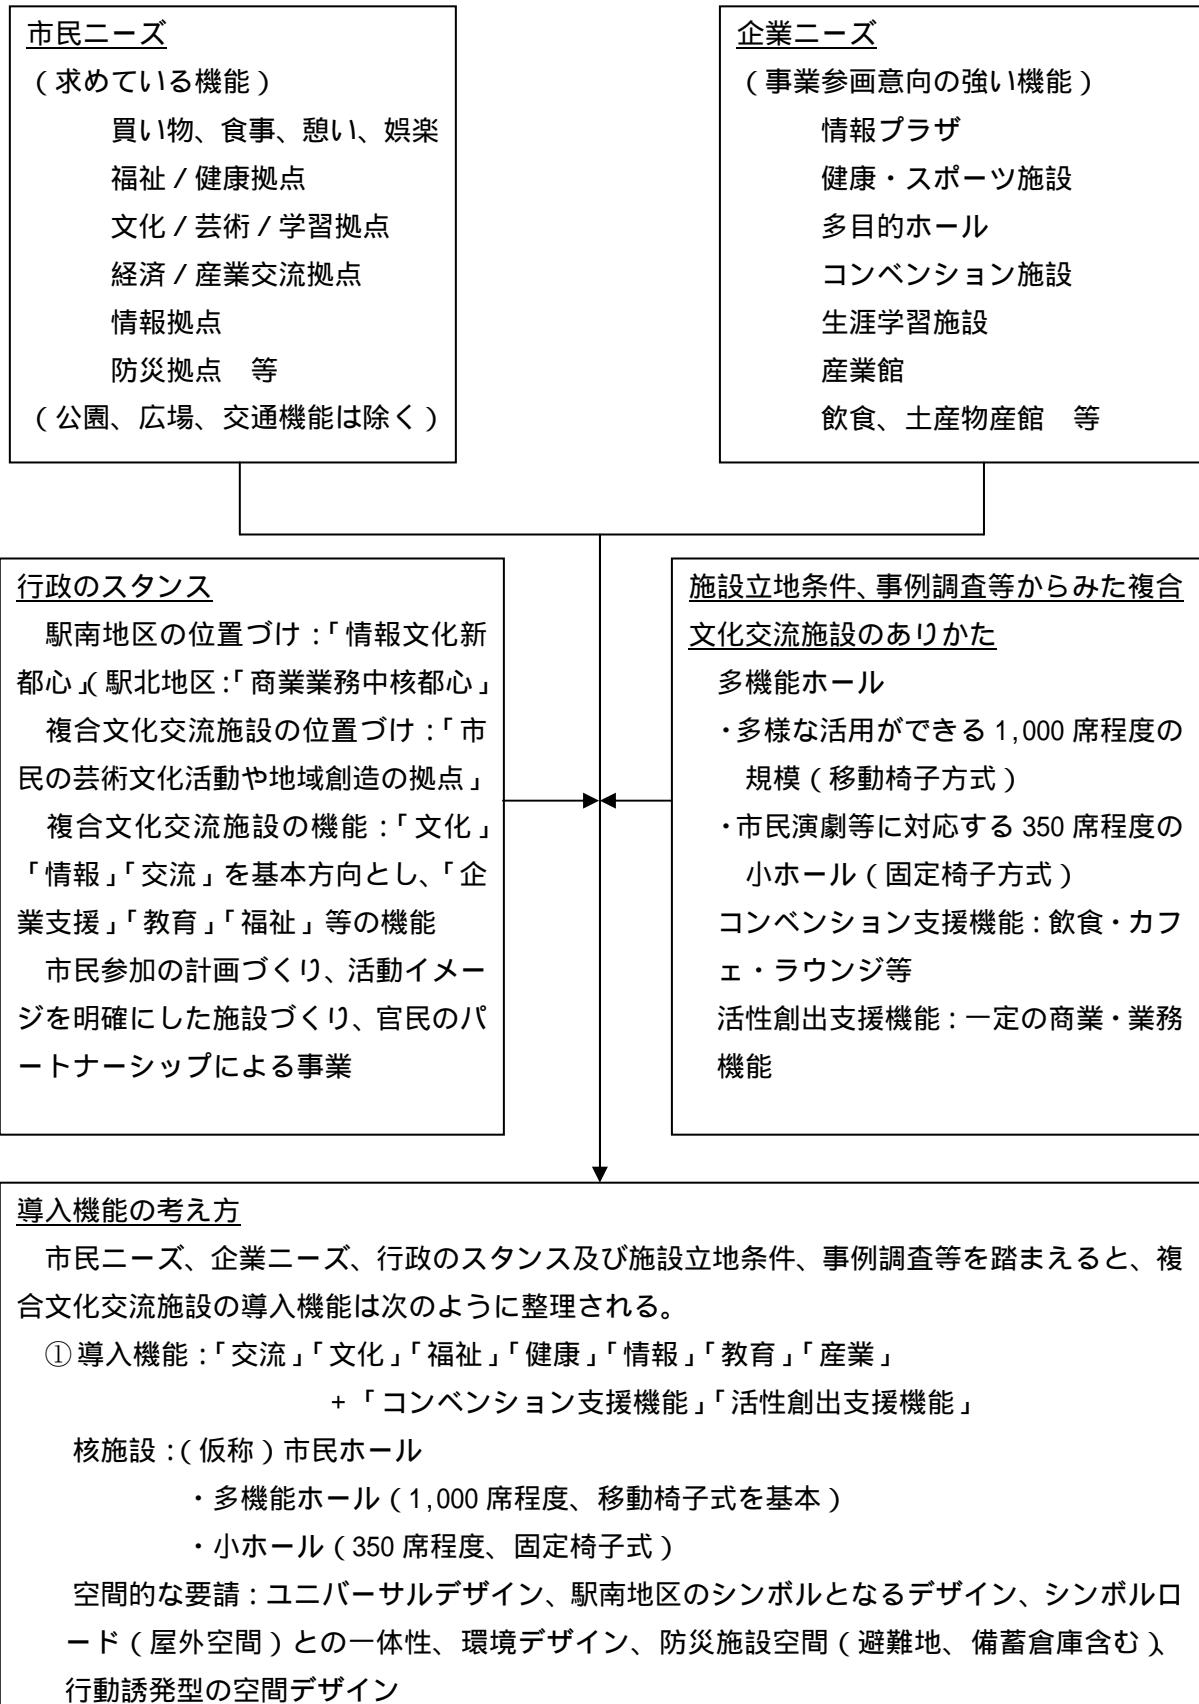 市民ニーズ
（求めている機能）
買い物、食事、憩い、娯楽
福祉／健康拠点
文化／芸術／学習拠点
経済／産業交流拠点
情報拠点
防災拠点　等
（公園、広場、交通機能は除く）
企業ニーズ
（事業参画意向の強い機能）
情報プラザ
健康・スポーツ施設
多目的ホール
コンベンション施設
生涯学習施設
産業館
飲食、土産物産館　等
行政のスタンス
駅南地区の位置づけ：「情報文化新
都心」（駅北地区：「商業業務中核都心」
複合文化交流施設の位置づけ：「市
民の芸術文化活動や地域創造の拠点」
複合文化交流施設の機能：「文化」
「情報」「交流」を基本方向とし、「企
業支援」「教育」「福祉」等の機能
市民参加の計画づくり、活動イメー
ジを明確にした施設づくり、官民のパ
ートナーシップによる事業
施設立地条件、事例調査等からみた複合
文化交流施設のありかた
多機能ホール
・多様な活用ができる 1,000 席程度の
規模（移動椅子方式）
・市民演劇等に対応する 350 席程度の
小ホール（固定椅子方式）
コンベンション支援機能：飲食・カフ
ェ・ラウンジ等
活性創出支援機能：一定の商業・業務
機能
導入機能の考え方
市民ニーズ、企業ニーズ、行政のスタンス及び施設立地条件、事例調査等を踏まえると、複
合文化交流施設の導入機能は次のように整理される。
①導入機能：「交流」「文化」「福祉」「健康」「情報」「教育」「産業」
+「コンベンション支援機能」「活性創出支援機能」
核施設：（仮称）市民ホール
・多機能ホール（1,000 席程度、移動椅子式を基本）
・小ホール（350 席程度、固定椅子式）
空間的な要請：ユニバーサルデザイン、駅南地区のシンボルとなるデザイン、シンボルロ
ード（屋外空間）との一体性、環境デザイン、防災施設空間（避難地、備蓄倉庫含む）、
行動誘発型の空間デザイン